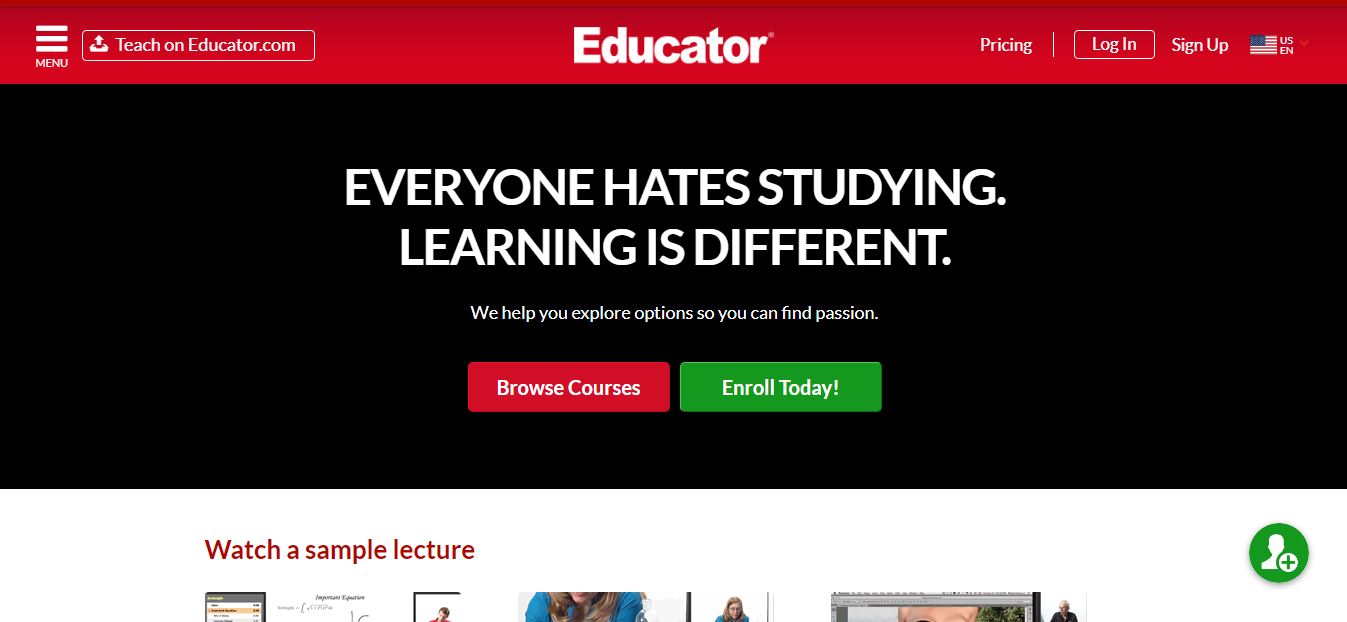 MENU
Teach on Educator.com
Educator®
Pricing
Log In
Sign Up
US
EN
EVERYONE HATES STUDYING.
LEARNING IS DIFFERENT.
We help you explore options so you can find passion.
Browse Courses
Enroll Today!
Watch a sample lecture
Important Equation